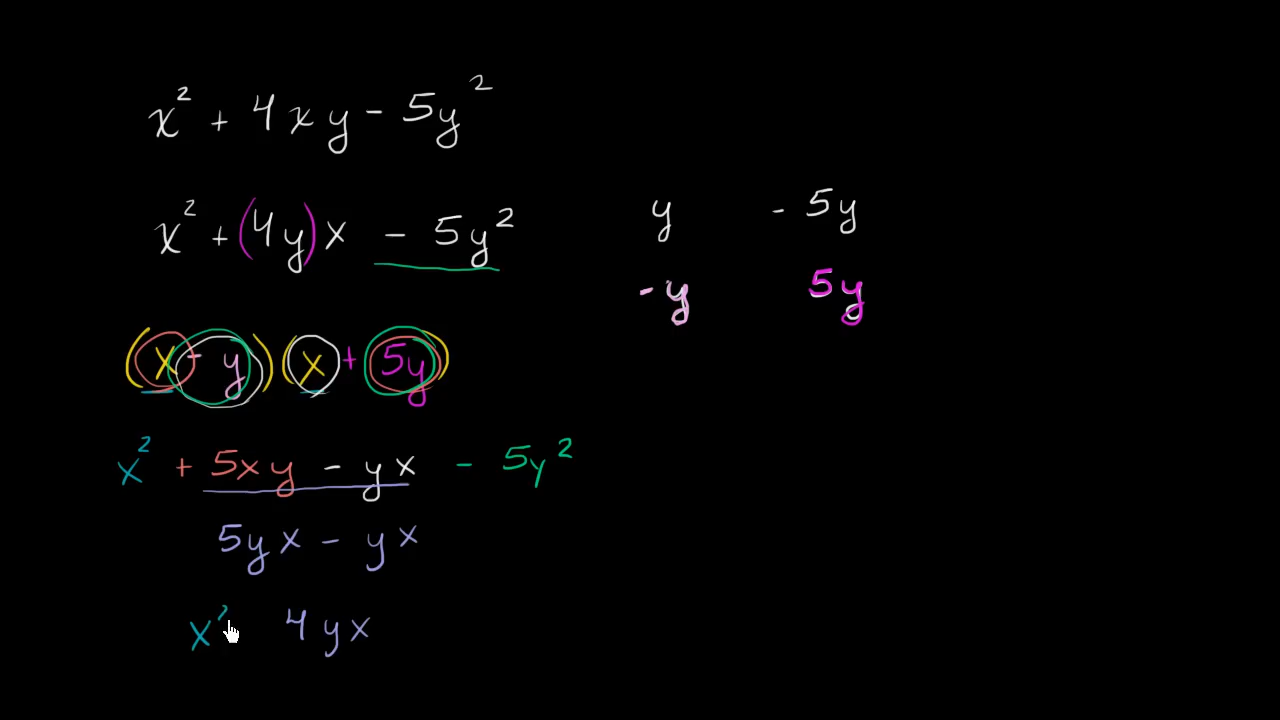 x² + 4xy - 5y²
x² + (4y)x - 5y²
y - 5y
-y 5y
(x - y)(x + 5y)
x² + 5xy - yx - 5y²
5yx - yx
x² 4yx